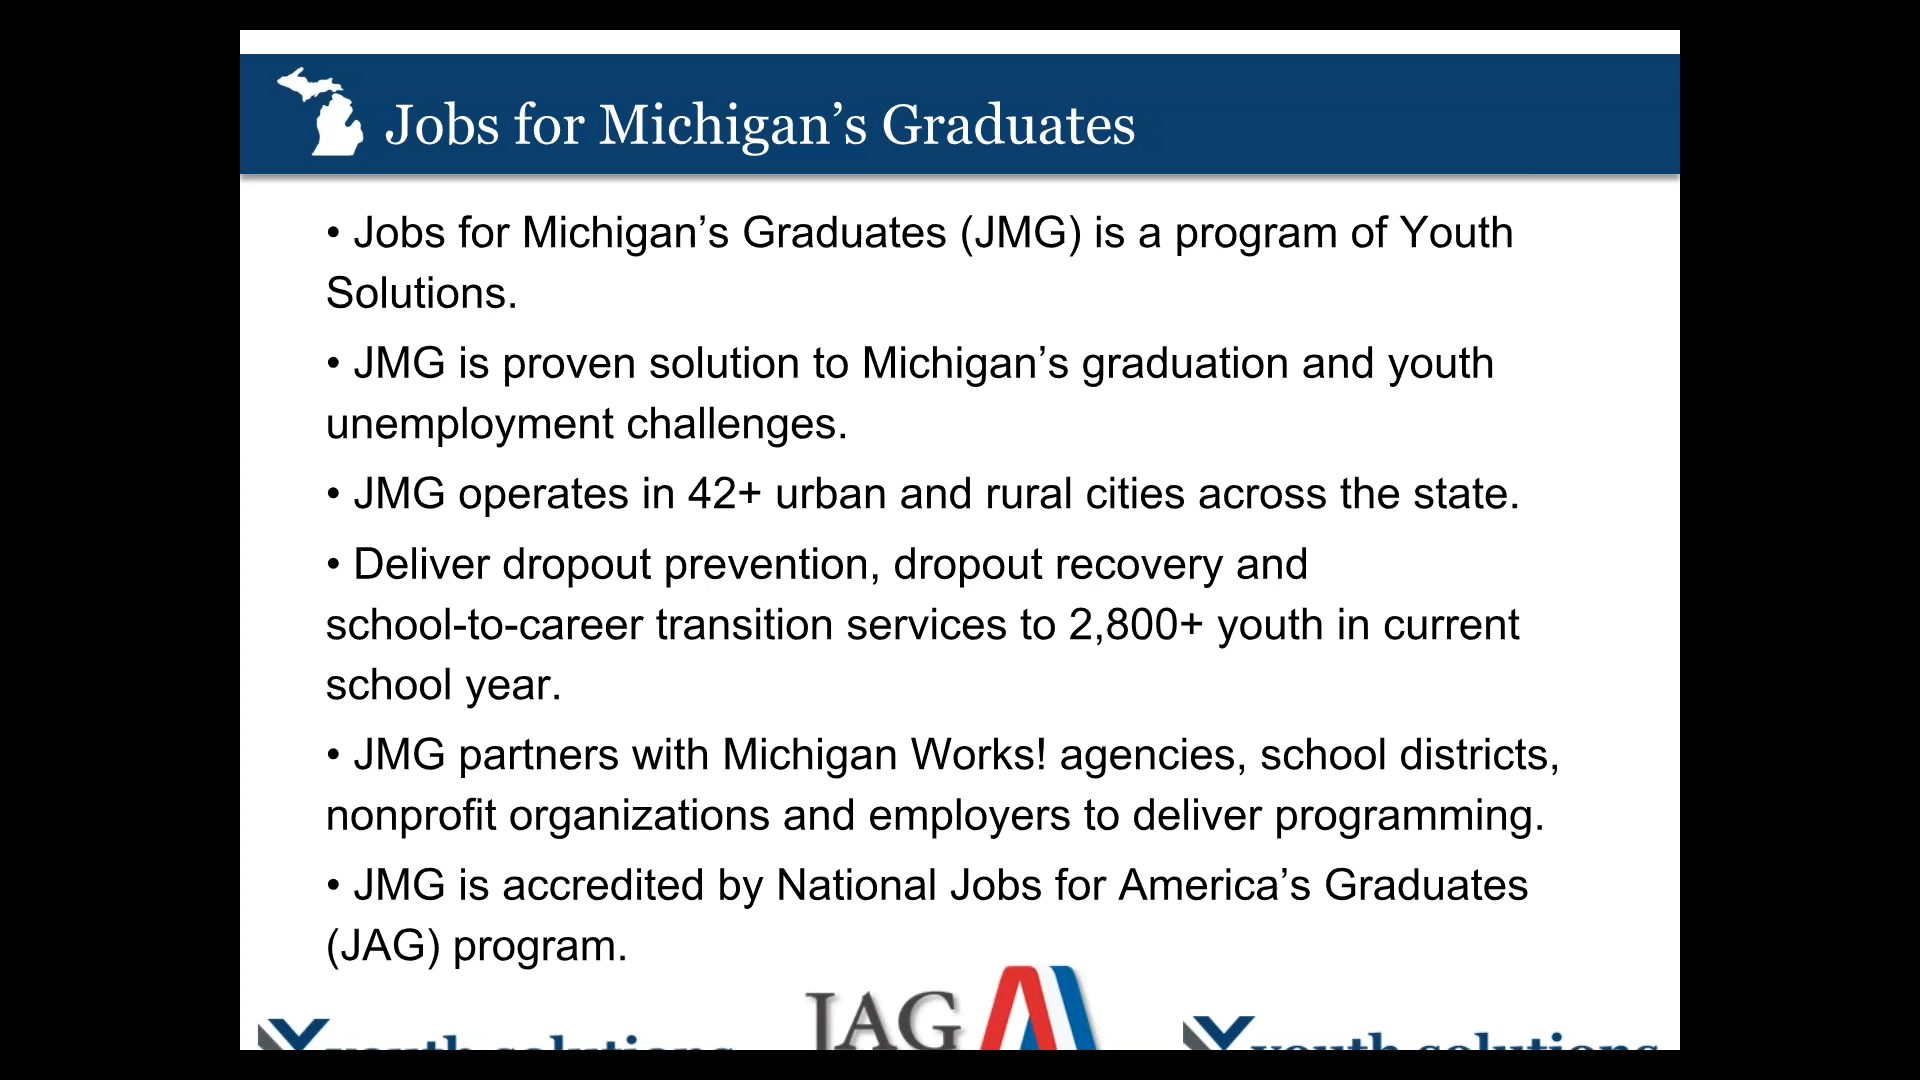 Jobs for Michigan’s Graduates
• Jobs for Michigan’s Graduates (JMG) is a program of Youth
Solutions.
• JMG is proven solution to Michigan’s graduation and youth
unemployment challenges.
• JMG operates in 42+ urban and rural cities across the state.
• Deliver dropout prevention, dropout recovery and
school-to-career transition services to 2,800+ youth in current
school year.
• JMG partners with Michigan Works! agencies, school districts,
nonprofit organizations and employers to deliver programming.
• JMG is accredited by National Jobs for America’s Graduates
(JAG) program.
youth solutions JAG youth solutions